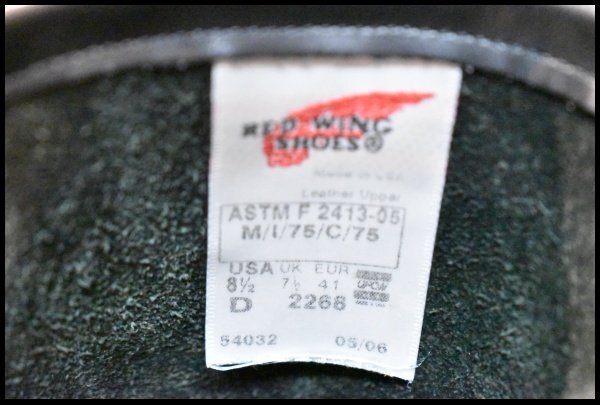 RED WING
SHOES®
Made in USA
Leather Upper
ASTM F 2413-05
M/I/75/C/75
USA UK EUR
8½ 7½ 41
D 2268
UFCW
54032 05/06